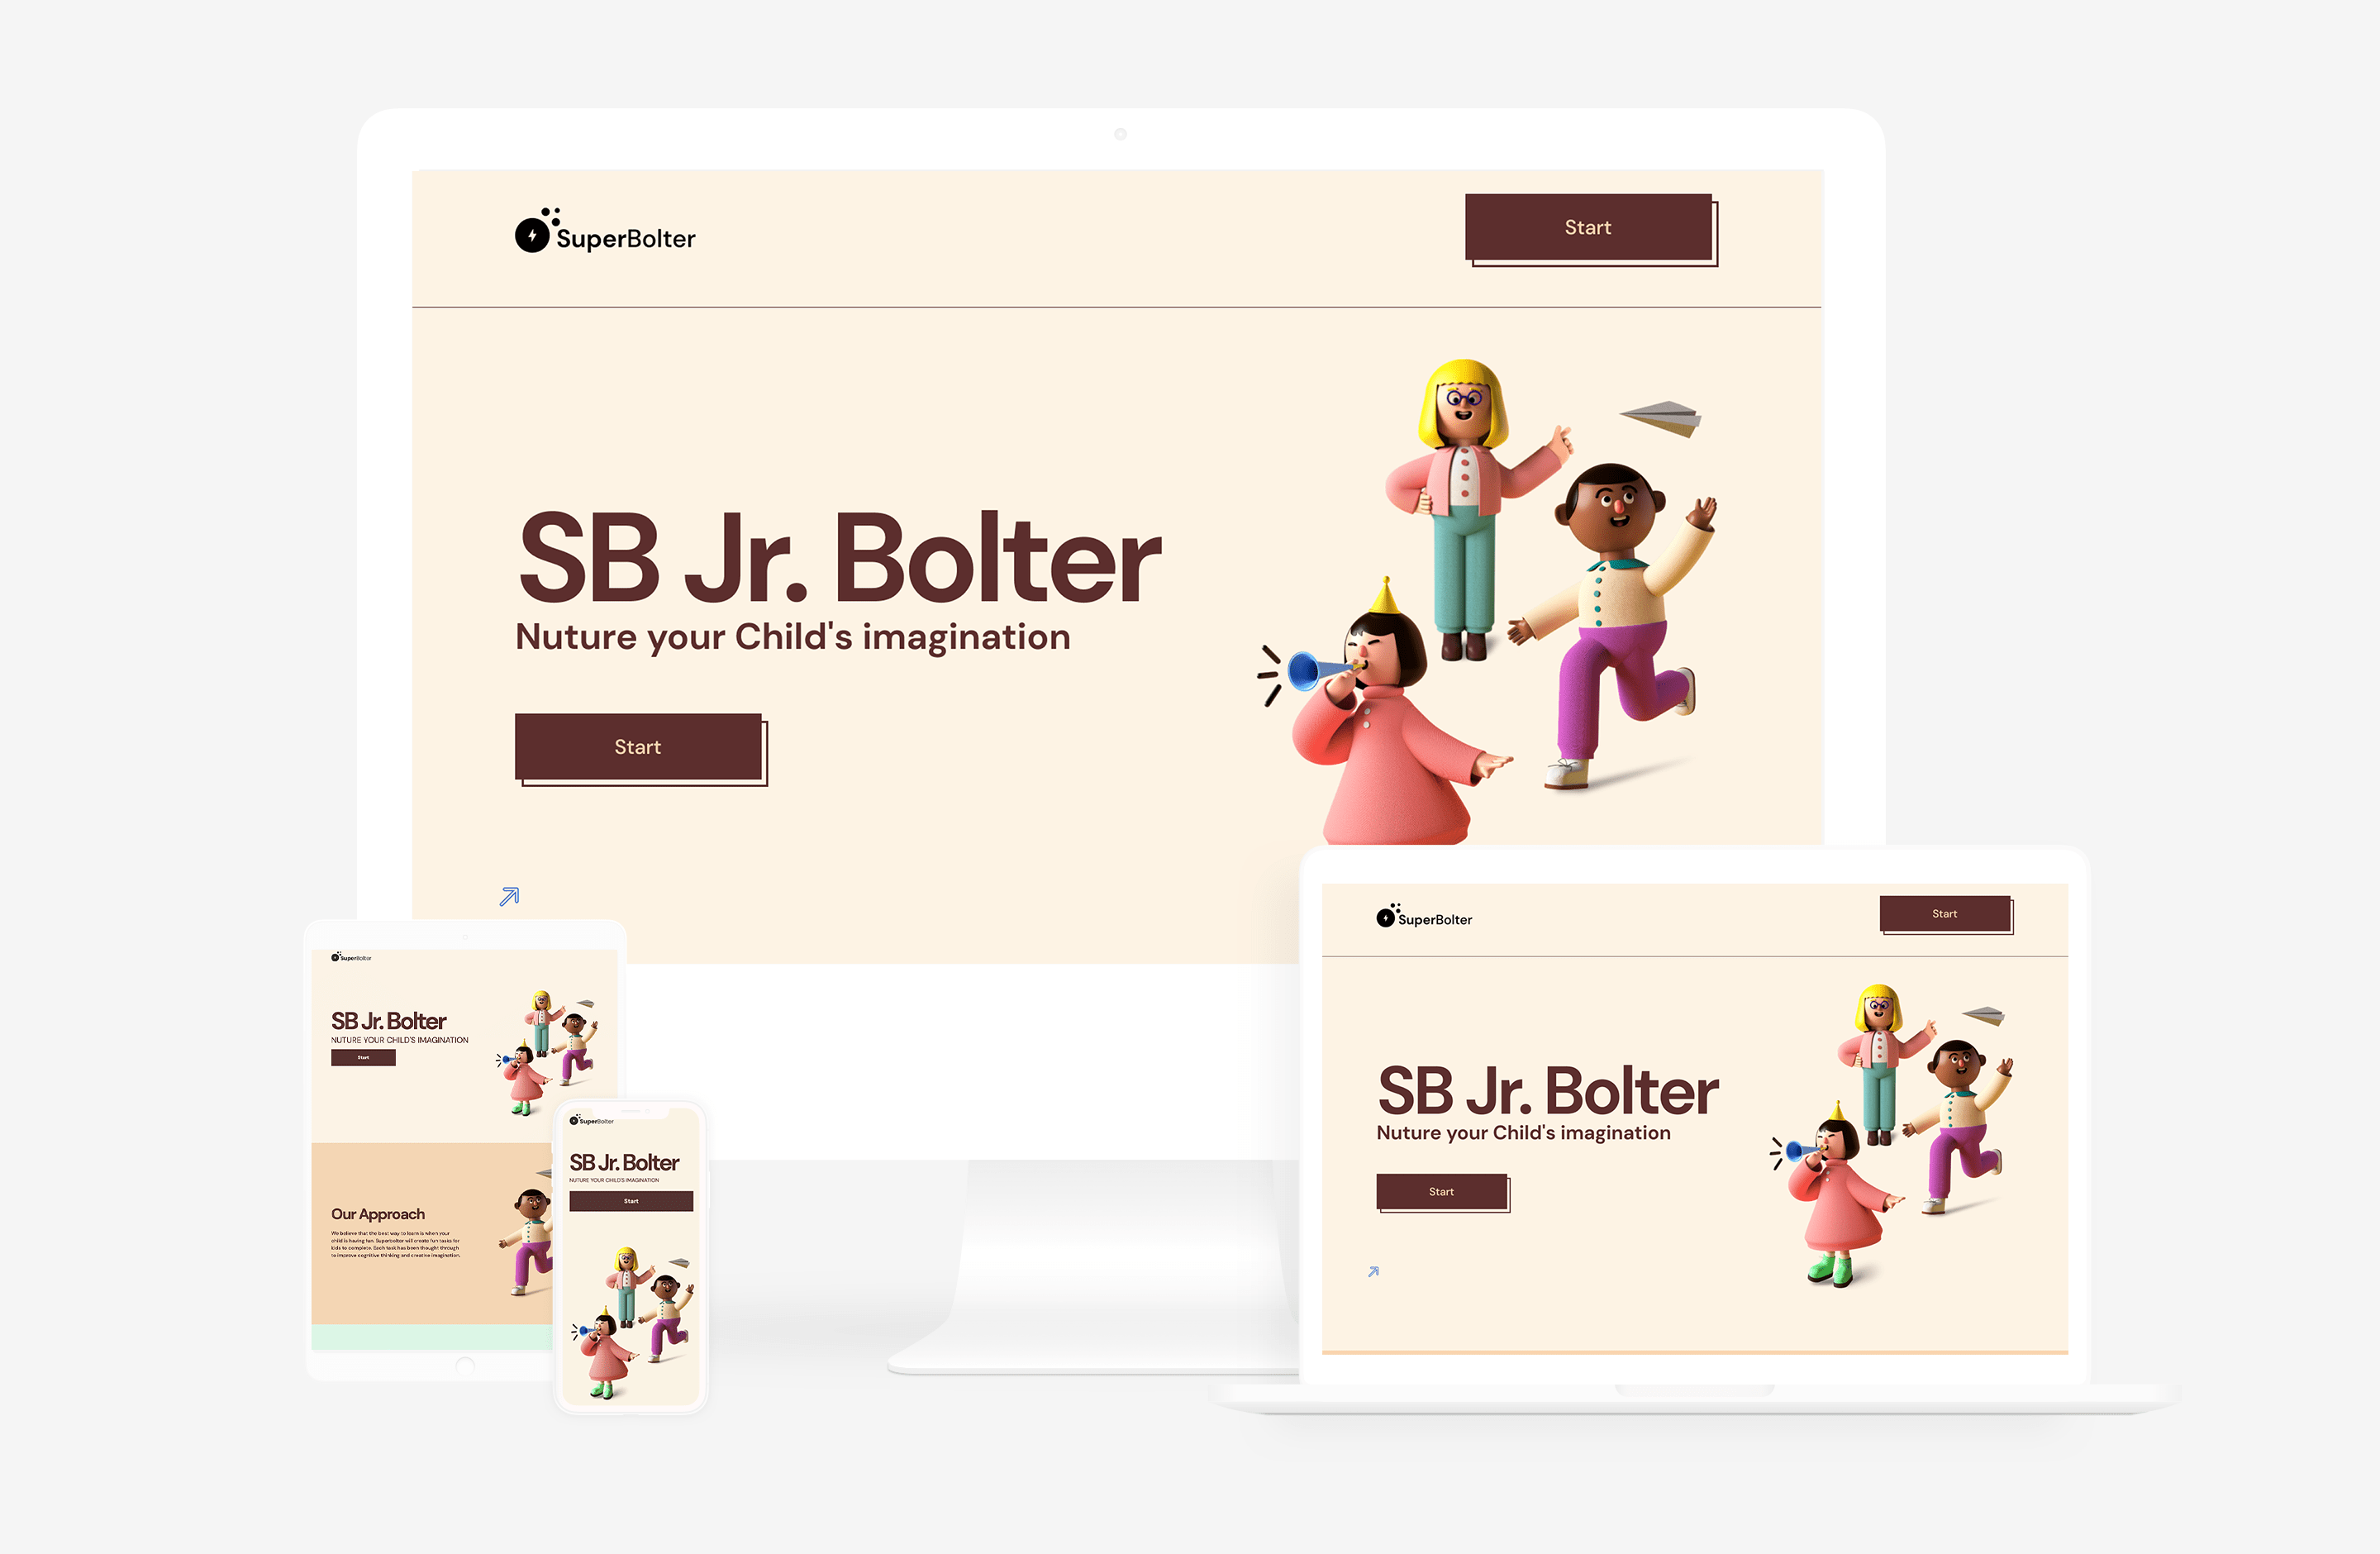 SuperBolter
Start
SB Jr. Bolter
Nuture your Child's imagination
Start
SuperBolter
SB Jr. Bolter
NUTURE YOUR CHILD'S IMAGINATION
Start
Our Approach
We believe that the best way to learn is when your
child is having fun. Superbolter will create fun tasks for
kids to complete. Each task has been thought through
to improve cognitive thinking and creative imagination.
SuperBolter
SB Jr. Bolter
NUTURE YOUR CHILD'S IMAGINATION
Start
SuperBolter
Start
SB Jr. Bolter
Nuture your Child's imagination
Start